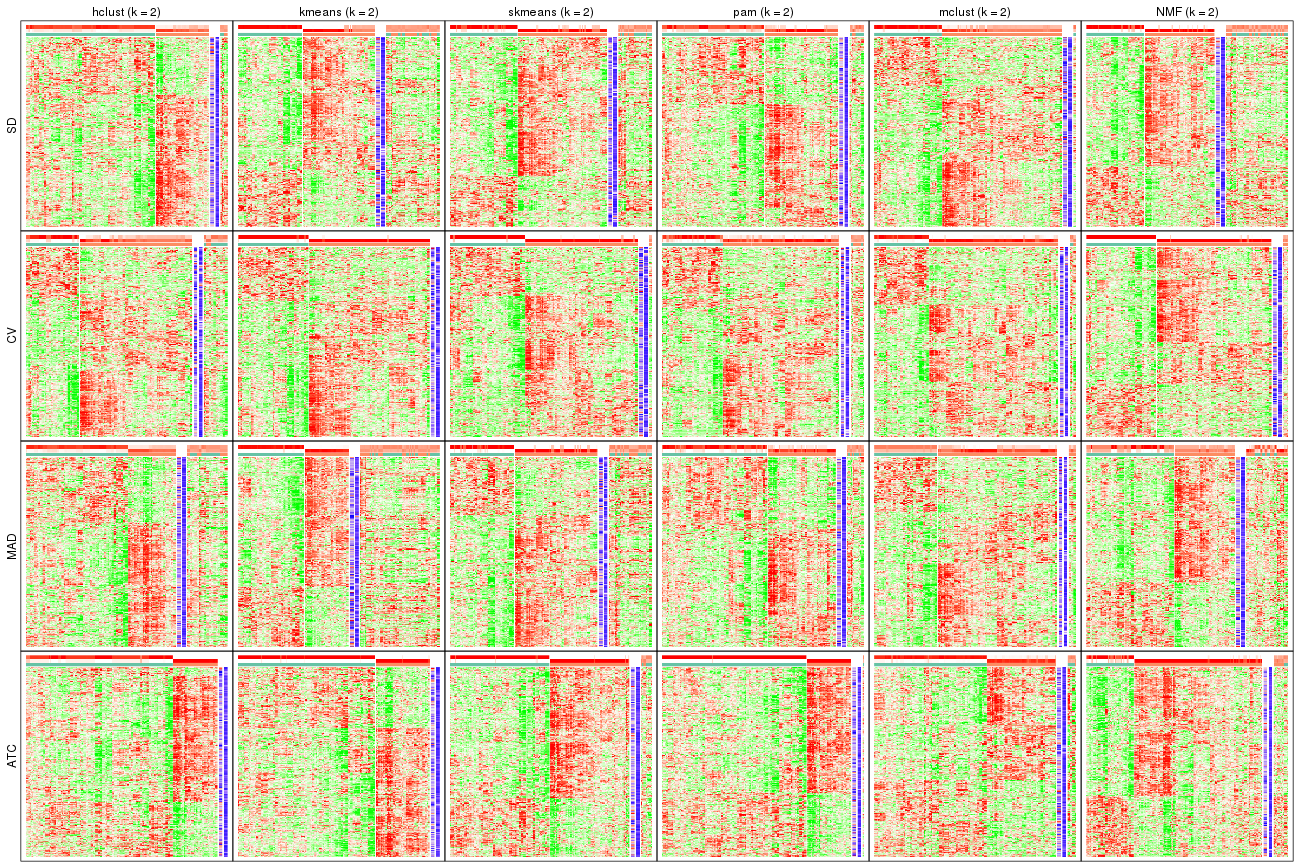 hclust (k = 2) kmeans (k = 2) skmeans (k = 2) pam (k = 2) mclust (k = 2) NMF (k = 2)
SD
CV
MAD
ATC